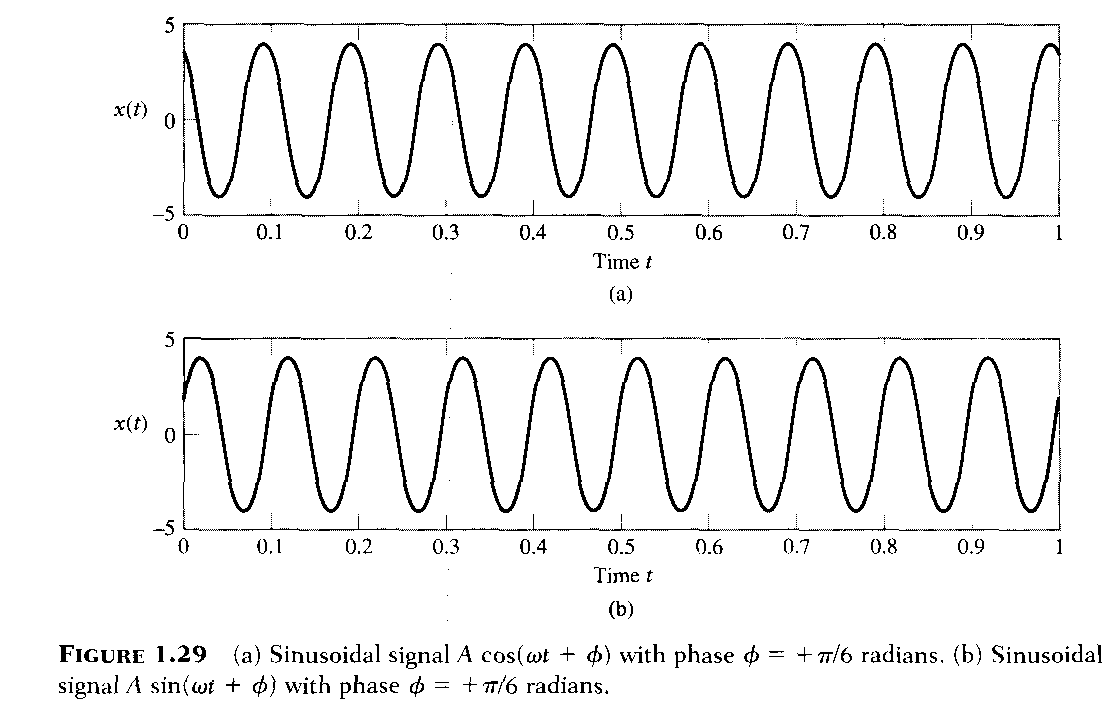 5
x(t)
0
−5
0 0.1 0.2 0.3 0.4 0.5 0.6 0.7 0.8 0.9 1
Time t
(a)
5
x(t)
0
−5
0 0.1 0.2 0.3 0.4 0.5 0.6 0.7 0.8 0.9 1
Time t
(b)
FIGURE 1.29 (a) Sinusoidal signal A cos(ωt + ϕ) with phase ϕ = +π/6 radians. (b) Sinusoidal
signal A sin(ωt + ϕ) with phase ϕ = +π/6 radians.